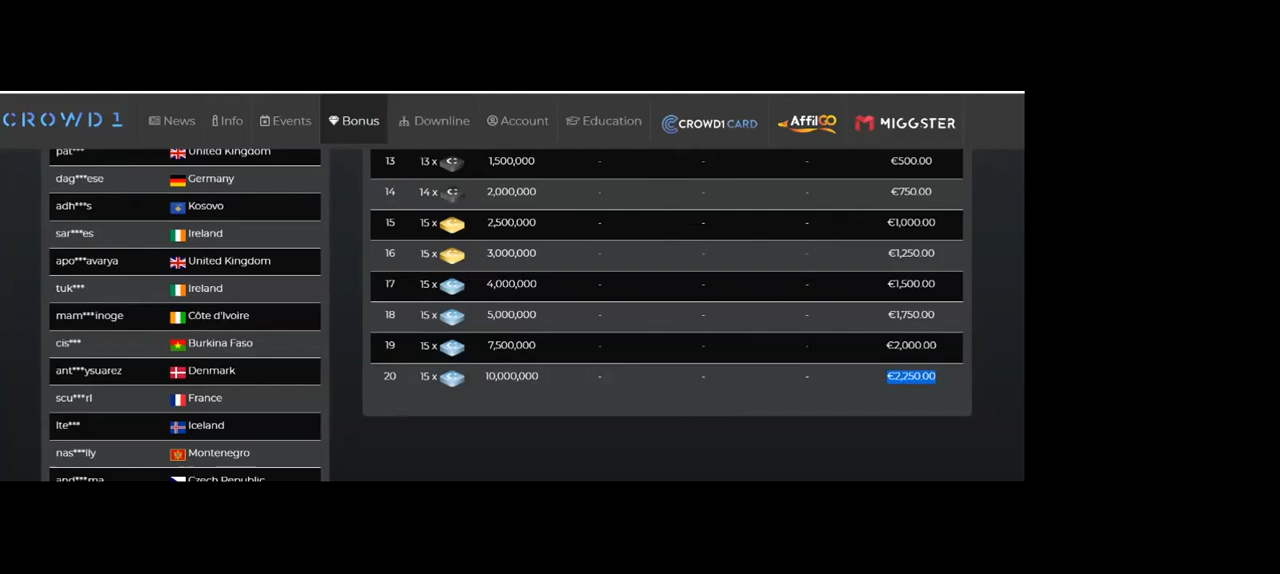 CROWD1 News Info Events Bonus Downline Account Education CROWD1CARD AffilGO MIGGSTER
pat*** United Kingdom
dag***ese Germany
adh***s Kosovo
sar***es Ireland
apo***avarya United Kingdom
tuk*** Ireland
mam***inoge Côte d'Ivoire
cis*** Burkina Faso
ant***ysuarez Denmark
scu***rl France
lte*** Iceland
nas***lly Montenegro
and***ma Czech Republic
13 13 x 1,500,000 - - - €500.00
14 14 x 2,000,000 - - - €750.00
15 15 x 2,500,000 - - - €1,000.00
16 15 x 3,000,000 - - - €1,250.00
17 15 x 4,000,000 - - - €1,500.00
18 15 x 5,000,000 - - - €1,750.00
19 15 x 7,500,000 - - - €2,000.00
20 15 x 10,000,000 - - - €2,250.00